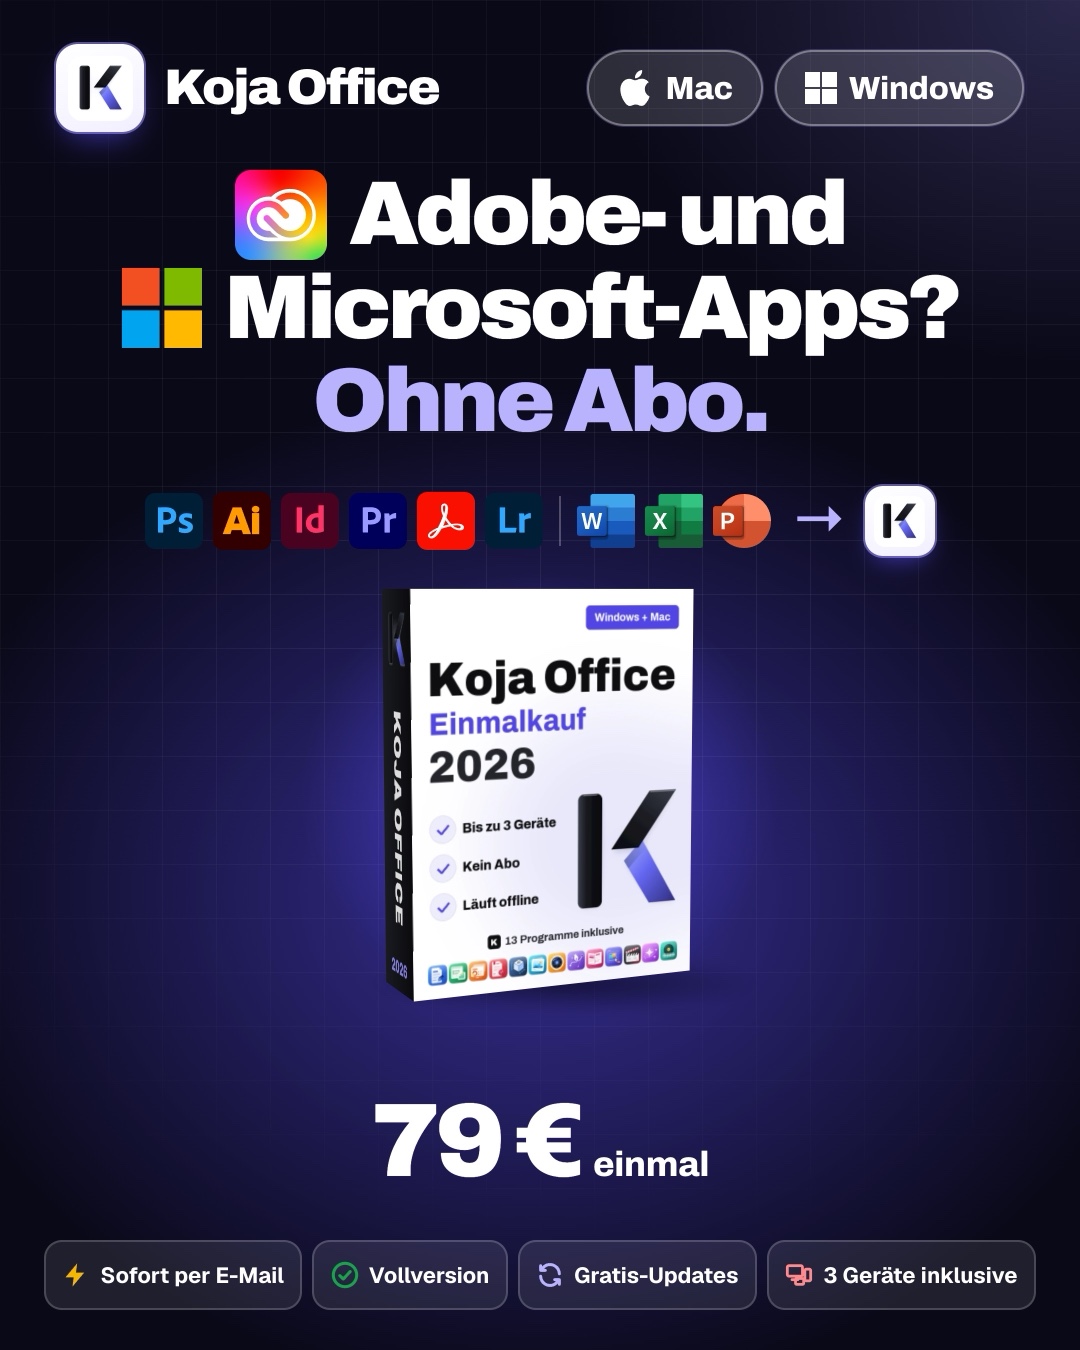 K Koja Office
Mac
Windows
Adobe- und
Microsoft-Apps?
Ohne Abo.
Ps Ai Id Pr Lr W X P K
Windows + Mac
Koja Office
Einmalkauf
2026
Bis zu 3 Geräte
Kein Abo
Läuft offline
K 13 Programme inklusive
K KOJA OFFICE 2026
79 € einmal
Sofort per E-Mail
Vollversion
Gratis-Updates
3 Geräte inklusive